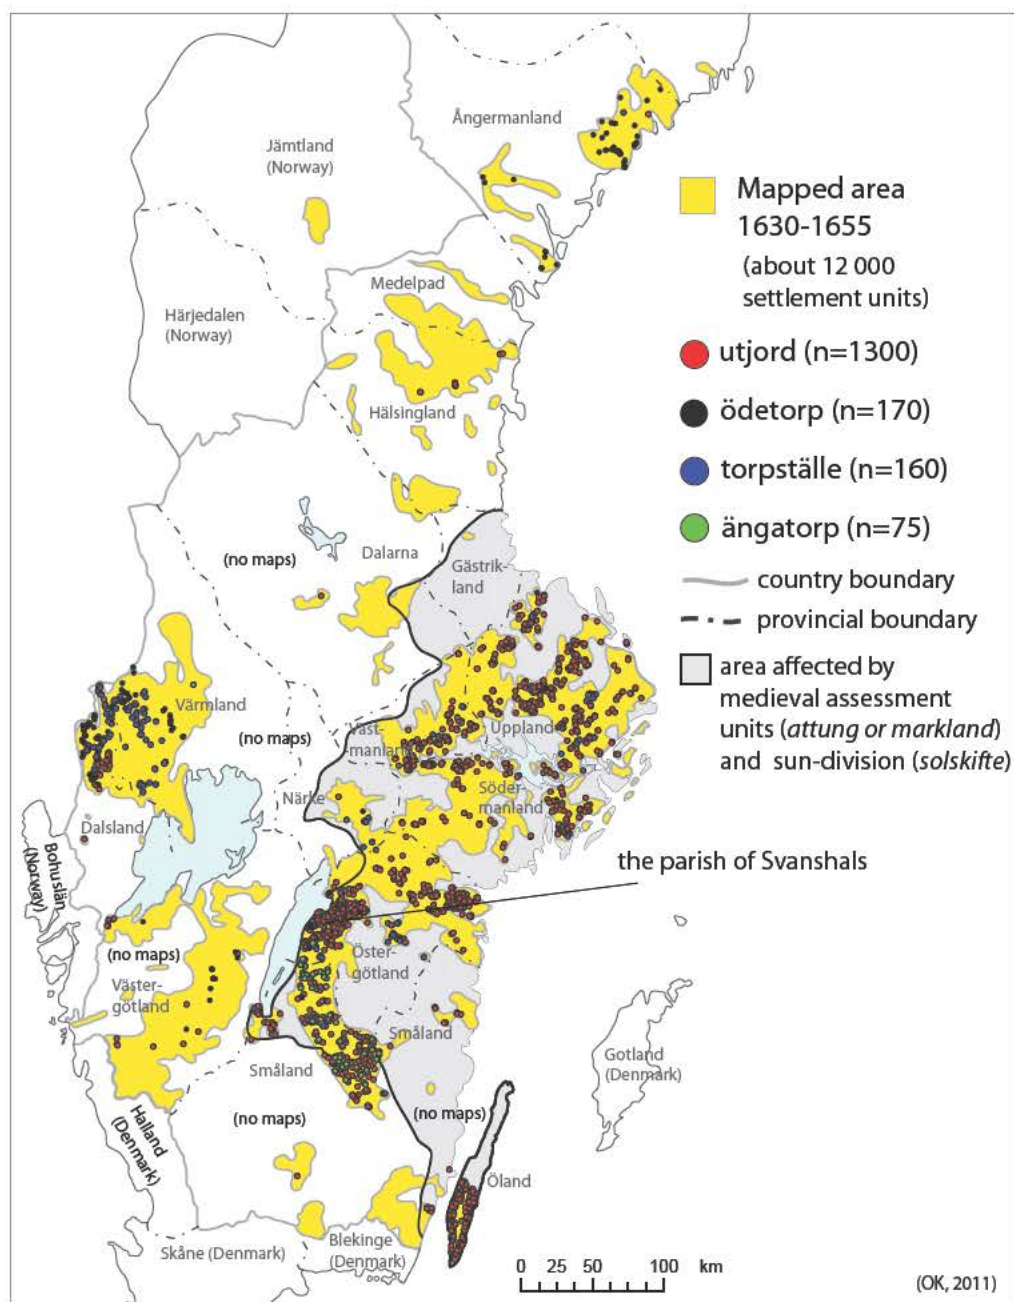 Ångermanland
Jämtland
(Norway)
Mapped area
1630-1655
(about 12 000
settlement units)
Medelpad
Härjedalen
(Norway)
utjord (n=1300)
ödetorp (n=170)
Hälsingland
torpställe (n=160)
ängatorp (n=75)
(no maps)
Dalarna
Gästrik-
land
country boundary
provincial boundary
area affected by
medieval assessment
units (attung or markland)
and sun-division (solskifte)
Värmland
(no maps)
Väst-
manland
Uppland
Närke
Söder-
manland
Dalsland
Bohuslän
(Norway)
the parish of Svanshals
(no maps)
Väster-
götland
Öster-
götland
Småland
Småland
Gotland
(Denmark)
(no maps)
(no maps)
Halland
(Denmark)
Öland
Skåne (Denmark)
Blekinge
(Denmark)
0 25 50 100 km
(OK, 2011)